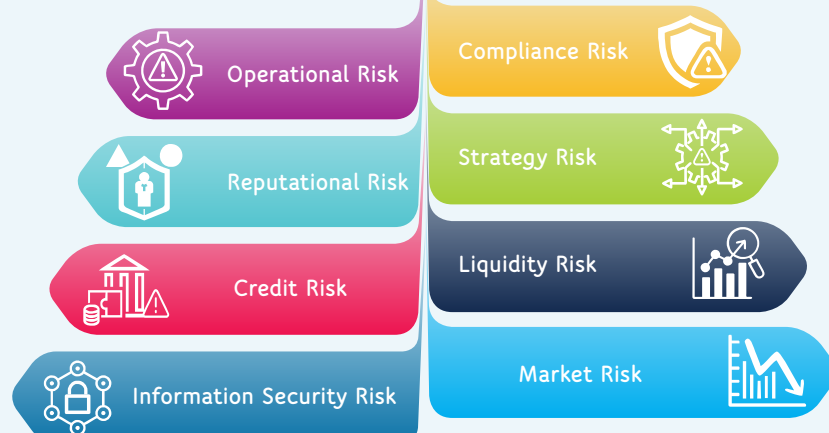 Operational Risk
Compliance Risk
Reputational Risk
Strategy Risk
Credit Risk
Liquidity Risk
Information Security Risk
Market Risk